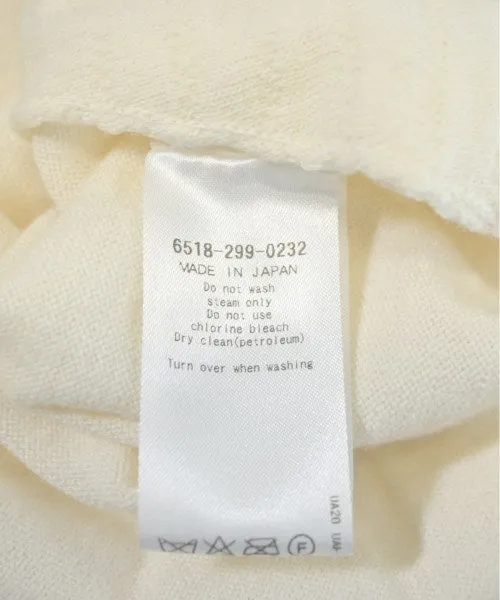 6518-299-0232
MADE IN JAPAN
Do not wash
steam only
Do not use
chlorine bleach
Dry clean(petroleum)
Turn over when washing
UA20
F